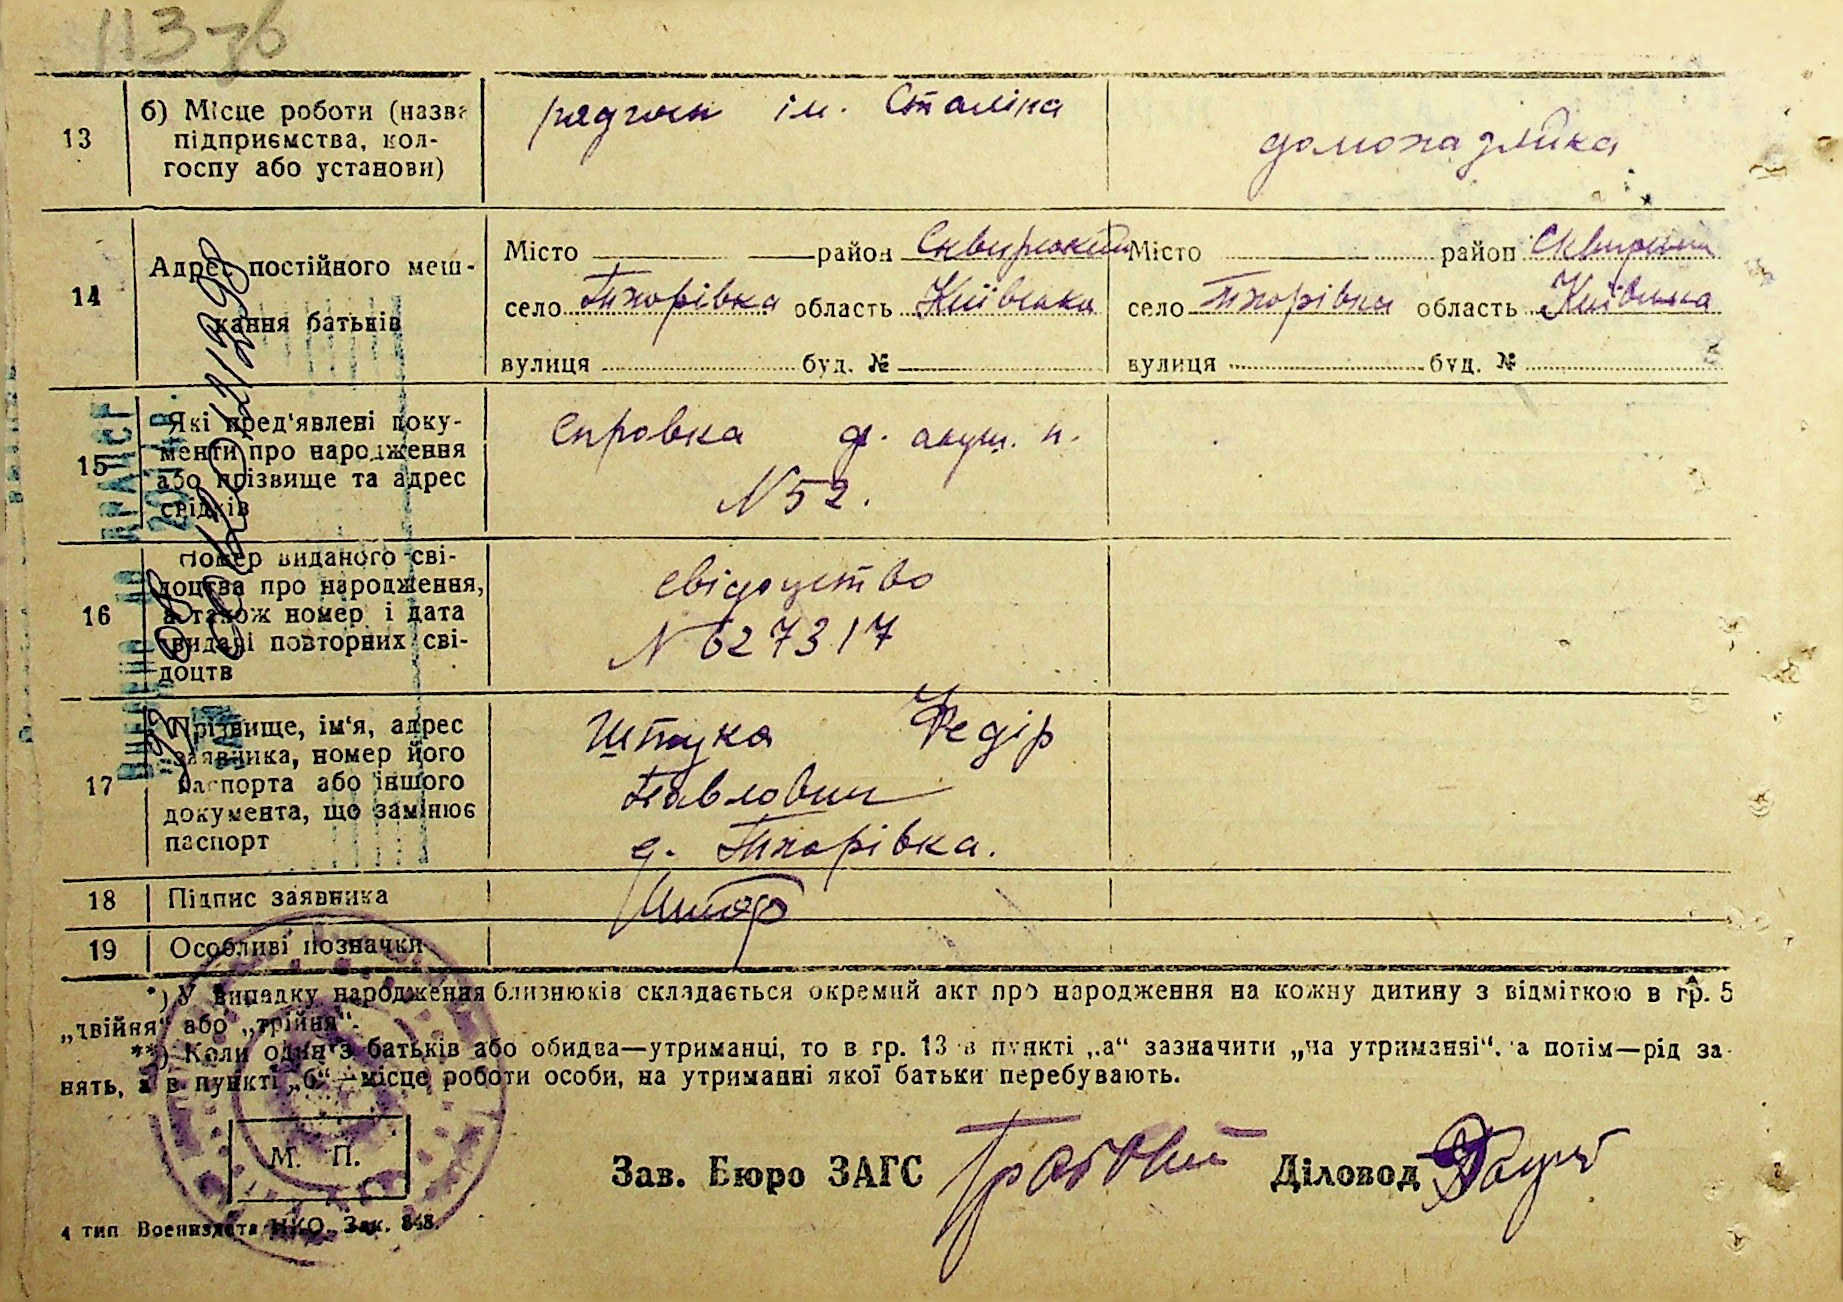 113 зв
13 б) Місце роботи (назва підприємства, колгоспу або установи)
радгосп ім. Сталіна
домохазяйка
14 Адрес постійного мешкання батьків
Місто район Сквирський
село Тхорівка область Київська
вулиця буд. №
Місто район Сквирський
село Тхорівка область Київська
вулиця буд. №
15 Які пред'явлені документи про народження або прізвище та адрес свідків
Справка ф. акуш. п.
N 52.
16 Номер виданого свідоцтва про народження, а також номер і дата видачі повторних свідоцтв
Свідоцтво
N 627317
17 Прізвище, ім'я, адрес заявника, номер його паспорта або іншого документа, що замінює паспорт
Штука Федір
Павлович
с. Тхорівка.
18 Підпис заявника
19 Особливі позначки
*) У випадку народження близнюків складається окремий акт про народження на кожну дитину з відміткою в гр. 5
„двійня" або „трійня".
**) Коли один з батьків або обидва—утриманці, то в гр. 13 в пункті „а" зазначити „на утриманні", а потім—рід за-
нять, а в пункті „б"—місце роботи особи, на утриманні якої батьки перебувають.
М. П.
Зав. Бюро ЗАГС
Діловод
4 тип Воениздата НКО. Зак. 848.